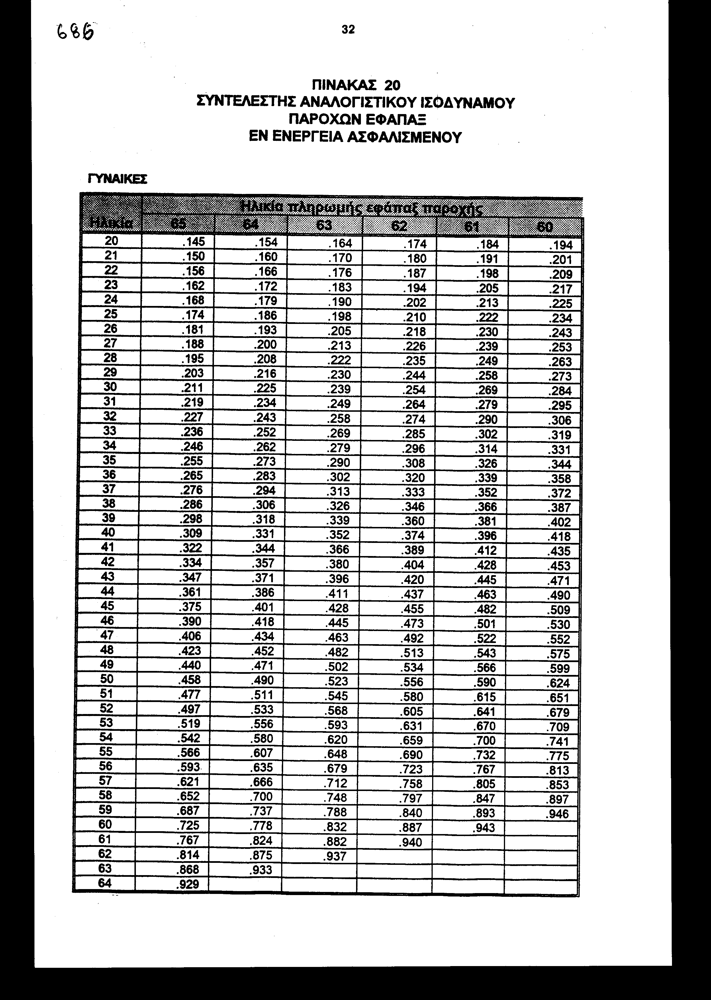 686
32
ΠΙΝΑΚΑΣ 20
ΣΥΝΤΕΛΕΣΤΗΣ ΑΝΑΛΟΓΙΣΤΙΚΟΥ ΙΣΟΔΥΝΑΜΟΥ
ΠΑΡΟΧΩΝ ΕΦΑΠΑΞ
ΕΝ ΕΝΕΡΓΕΙΑ ΑΣΦΑΛΙΣΜΕΝΟΥ
ΓΥΝΑΙΚΕΣ
Ηλικία πληρωμής εφάπαξ παροχής
Ηλικία 65 64 63 62 61 60
20 .145 .154 .164 .174 .184 .194
21 .150 .160 .170 .180 .191 .201
22 .156 .166 .176 .187 .198 .209
23 .162 .172 .183 .194 .205 .217
24 .168 .179 .190 .202 .213 .225
25 .174 .186 .198 .210 .222 .234
26 .181 .193 .205 .218 .230 .243
27 .188 .200 .213 .226 .239 .253
28 .195 .208 .222 .235 .249 .263
29 .203 .216 .230 .244 .258 .273
30 .211 .225 .239 .254 .269 .284
31 .219 .234 .249 .264 .279 .295
32 .227 .243 .258 .274 .290 .306
33 .236 .252 .269 .285 .302 .319
34 .246 .262 .279 .296 .314 .331
35 .255 .273 .290 .308 .326 .344
36 .265 .283 .302 .320 .339 .358
37 .276 .294 .313 .333 .352 .372
38 .286 .306 .326 .346 .366 .387
39 .298 .318 .339 .360 .381 .402
40 .309 .331 .352 .374 .396 .418
41 .322 .344 .366 .389 .412 .435
42 .334 .357 .380 .404 .428 .453
43 .347 .371 .396 .420 .445 .471
44 .361 .386 .411 .437 .463 .490
45 .375 .401 .428 .455 .482 .509
46 .390 .418 .445 .473 .501 .530
47 .406 .434 .463 .492 .522 .552
48 .423 .452 .482 .513 .543 .575
49 .440 .471 .502 .534 .566 .599
50 .458 .490 .523 .556 .590 .624
51 .477 .511 .545 .580 .615 .651
52 .497 .533 .568 .605 .641 .679
53 .519 .556 .593 .631 .670 .709
54 .542 .580 .620 .659 .700 .741
55 .566 .607 .648 .690 .732 .775
56 .593 .635 .679 .723 .767 .813
57 .621 .666 .712 .758 .805 .853
58 .652 .700 .748 .797 .847 .897
59 .687 .737 .788 .840 .893 .946
60 .725 .778 .832 .887 .943
61 .767 .824 .882 .940
62 .814 .875 .937
63 .868 .933
64 .929